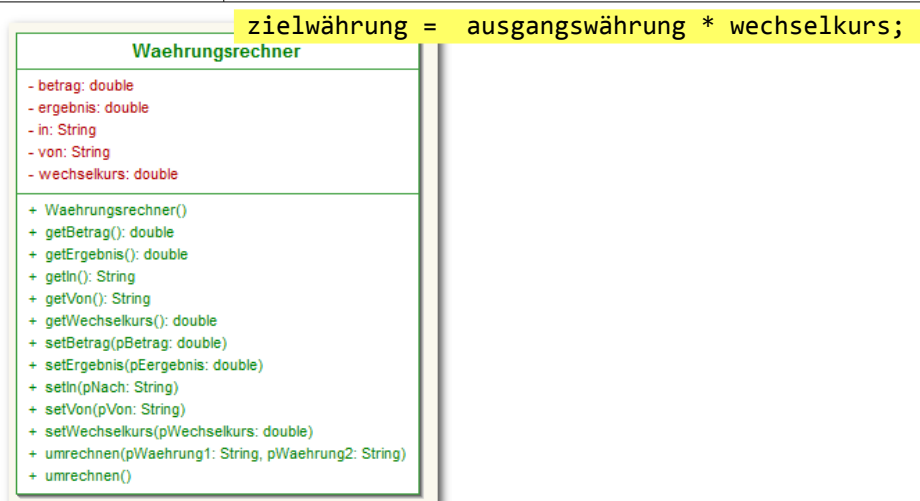 zielwährung =  ausgangswährung * wechselkurs;
Waehrungsrechner
- betrag: double
- ergebnis: double
- in: String
- von: String
- wechselkurs: double
+ Waehrungsrechner()
+ getBetrag(): double
+ getErgebnis(): double
+ getIn(): String
+ getVon(): String
+ getWechselkurs(): double
+ setBetrag(pBetrag: double)
+ setErgebnis(pEergebnis: double)
+ setIn(pNach: String)
+ setVon(pVon: String)
+ setWechselkurs(pWechselkurs: double)
+ umrechnen(pWaehrung1: String, pWaehrung2: String)
+ umrechnen()